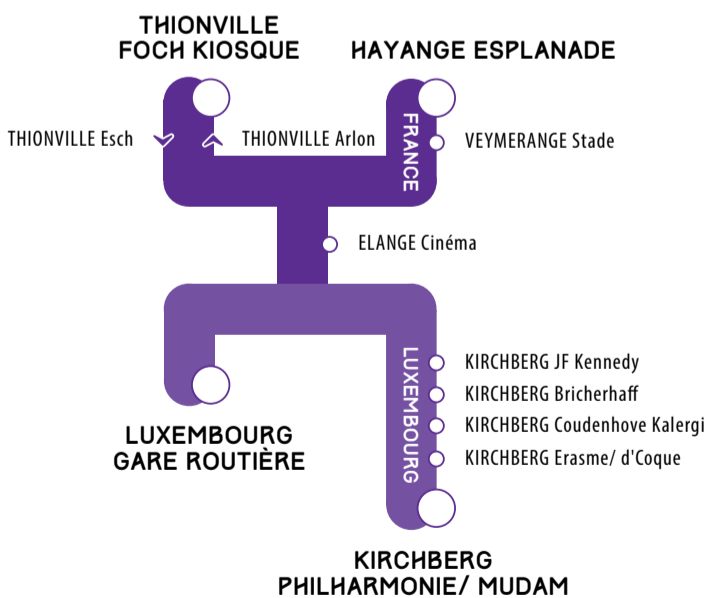 THIONVILLE
FOCH KIOSQUE
HAYANGE ESPLANADE
THIONVILLE Esch
THIONVILLE Arlon
FRANCE
VEYMERANGE Stade
ELANGE Cinéma
LUXEMBOURG
KIRCHBERG JF Kennedy
KIRCHBERG Bricherhaff
KIRCHBERG Coudenhove Kalergi
KIRCHBERG Erasme/ d'Coque
LUXEMBOURG
GARE ROUTIÈRE
KIRCHBERG
PHILHARMONIE/ MUDAM